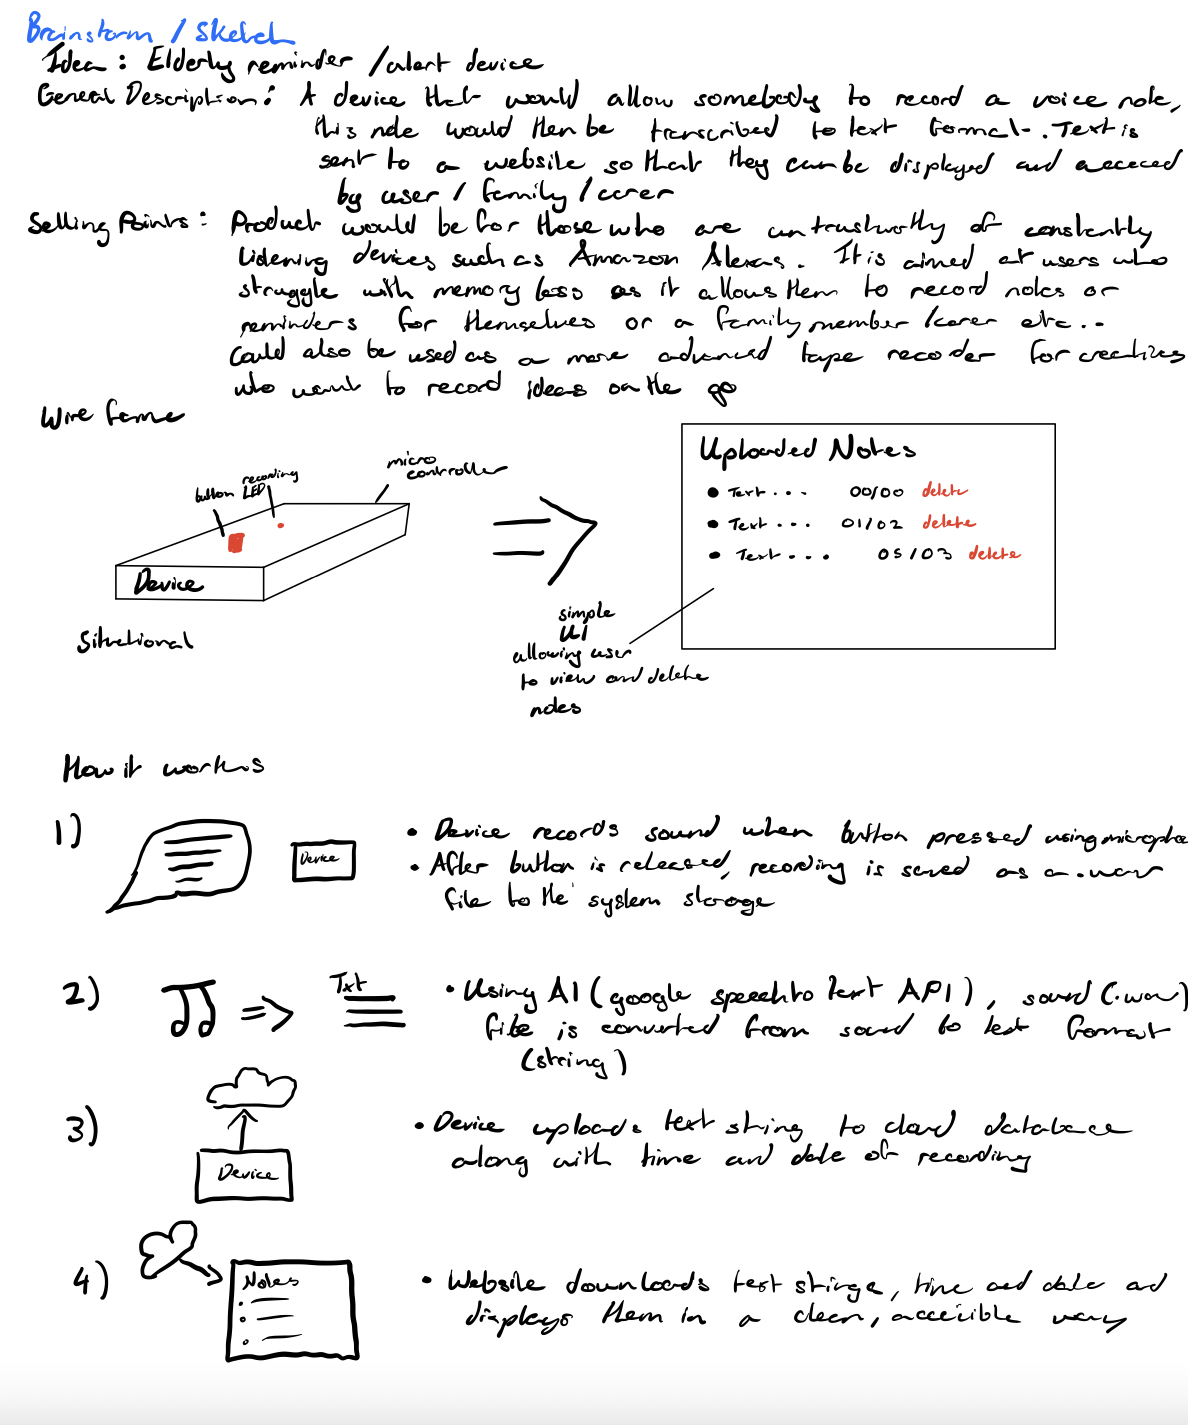 Brainstorm / Sketch
Idea : Elderly reminder / alert device
General Description : A device that would allow somebody to record a voice note,
this note would then be transcribed to text format. Text is
sent to a website so that they can be displayed and acceced
by user / family / carer
Selling Points : Product would be for those who are untrustworthy of constantly
listening devices such as Amazon Alexas. It is aimed at users who
struggle with memory loss as it allows them to record notes or
reminders for themselves or a family member / carer etc..
Could also be used as a more advanced tape recorder for creatives
who want to record ideas on the go
Wire frame
button
recording
LED
micro
controller
Device
Situational
Uploaded Notes
• Text ... 00/00 delete
• Text ... 01/02 delete
• Text ... 05/03 delete
simple
UI
allowing user
to view and delete
notes
How it works
1)
Device
• Device records sound when button pressed using micropho
• After button is released, recording is saved as a .wav
file to the system storage
2)
Txt
• Using AI (google speech to text API), sound (.wav)
file is converted from sound to text format
(string)
3)
Device
• Device uploads text string to cloud database
along with time and date of recording
4)
Notes
• Website downloads text strings, time and date and
displays them in a clean, accecible way